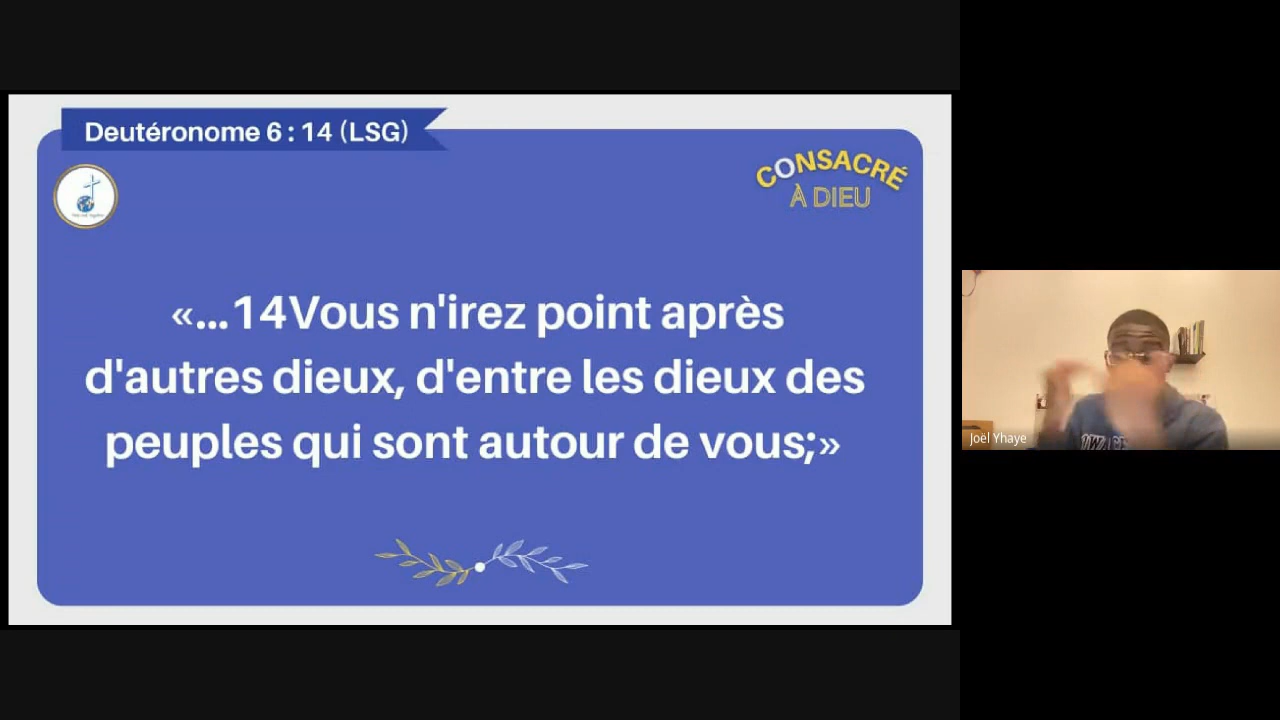 Deutéronome 6 : 14 (LSG)
CONSACRÉ
À DIEU
«...14Vous n'irez point après
d'autres dieux, d'entre les dieux des
peuples qui sont autour de vous;»
Joël Yhaye